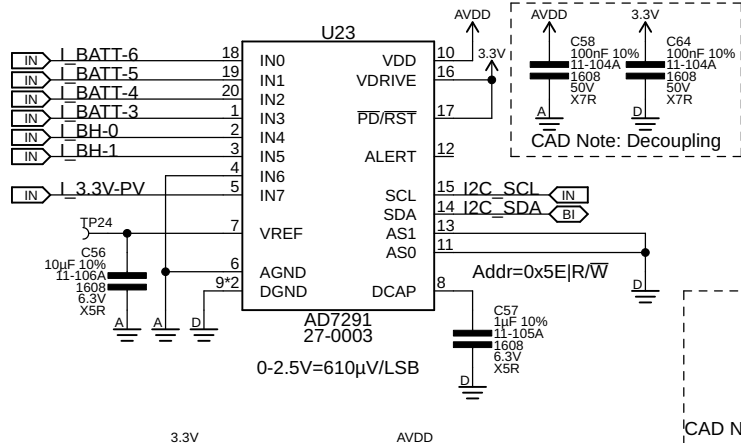 U23
AVDD
AVDD
3.3V
3.3V
C58
100nF 10%
11-104A
1608
50V
X7R
C64
100nF 10%
11-104A
1608
50V
X7R
A
D
CAD Note: Decoupling
IN I_BATT-6 18 IN0 VDD 10
IN I_BATT-5 19 IN1 VDRIVE 16
IN I_BATT-4 20 IN2
IN I_BATT-3 1 IN3 PD/RST 17
IN I_BH-0 2 IN4
IN I_BH-1 3 IN5 ALERT 12
4 IN6
IN I_3.3V-PV 5 IN7 SCL 15 I2C_SCL IN
SDA 14 I2C_SDA BI
TP24 7 VREF AS1 13
AS0 11
Addr=0x5E|R/W
D
C56
10µF 10%
11-106A
1608
6.3V
X5R
6 AGND
9*2 DGND DCAP 8
A
A
D
C57
1µF 10%
11-105A
1608
6.3V
X5R
D
AD7291
27-0003
0-2.5V=610µV/LSB
3.3V
AVDD
CAD N